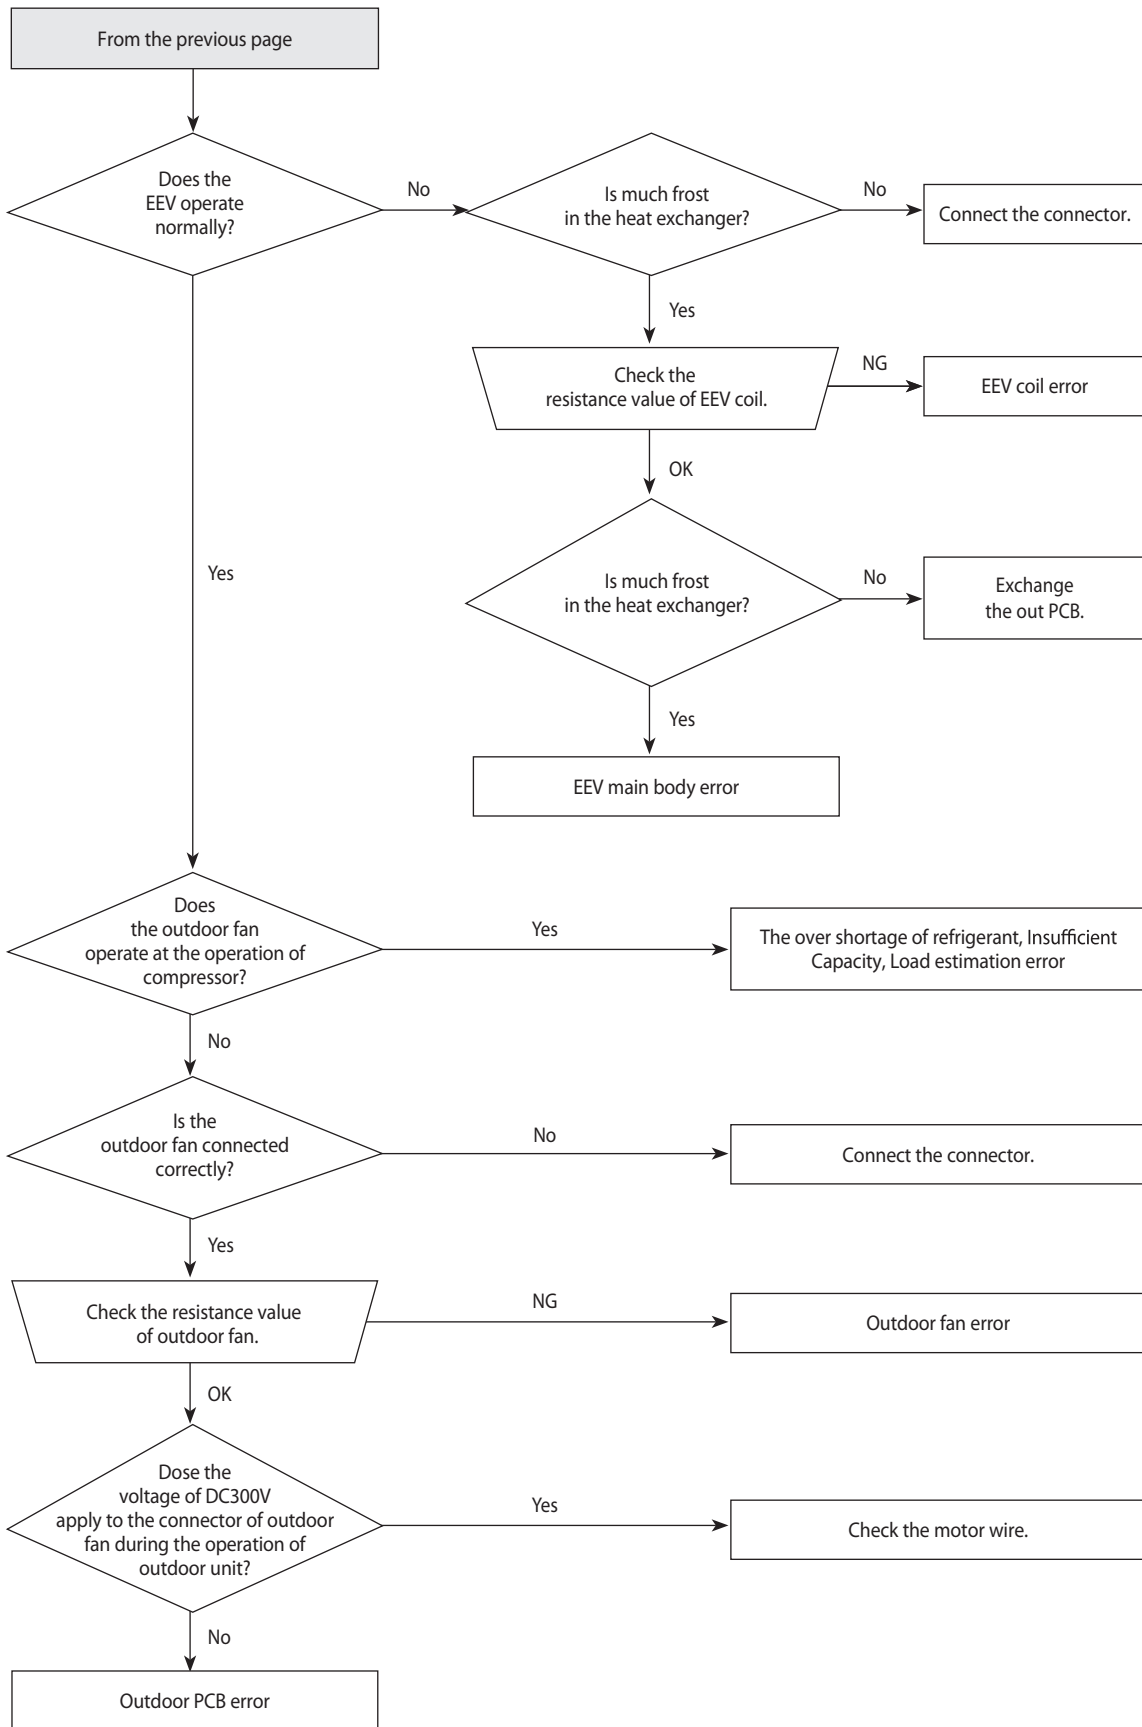 From the previous page
Does the
EEV operate
normally?
No
Is much frost
in the heat exchanger?
No
Connect the connector.
Yes
Check the
resistance value of EEV coil.
NG
EEV coil error
OK
Yes
Is much frost
in the heat exchanger?
No
Exchange
the out PCB.
Yes
EEV main body error
Does
the outdoor fan
operate at the operation of
compressor?
Yes
The over shortage of refrigerant, Insufficient
Capacity, Load estimation error
No
Is the
outdoor fan connected
correctly?
No
Connect the connector.
Yes
Check the resistance value
of outdoor fan.
NG
Outdoor fan error
OK
Dose the
voltage of DC300V
apply to the connector of outdoor
fan during the operation of
outdoor unit?
Yes
Check the motor wire.
No
Outdoor PCB error